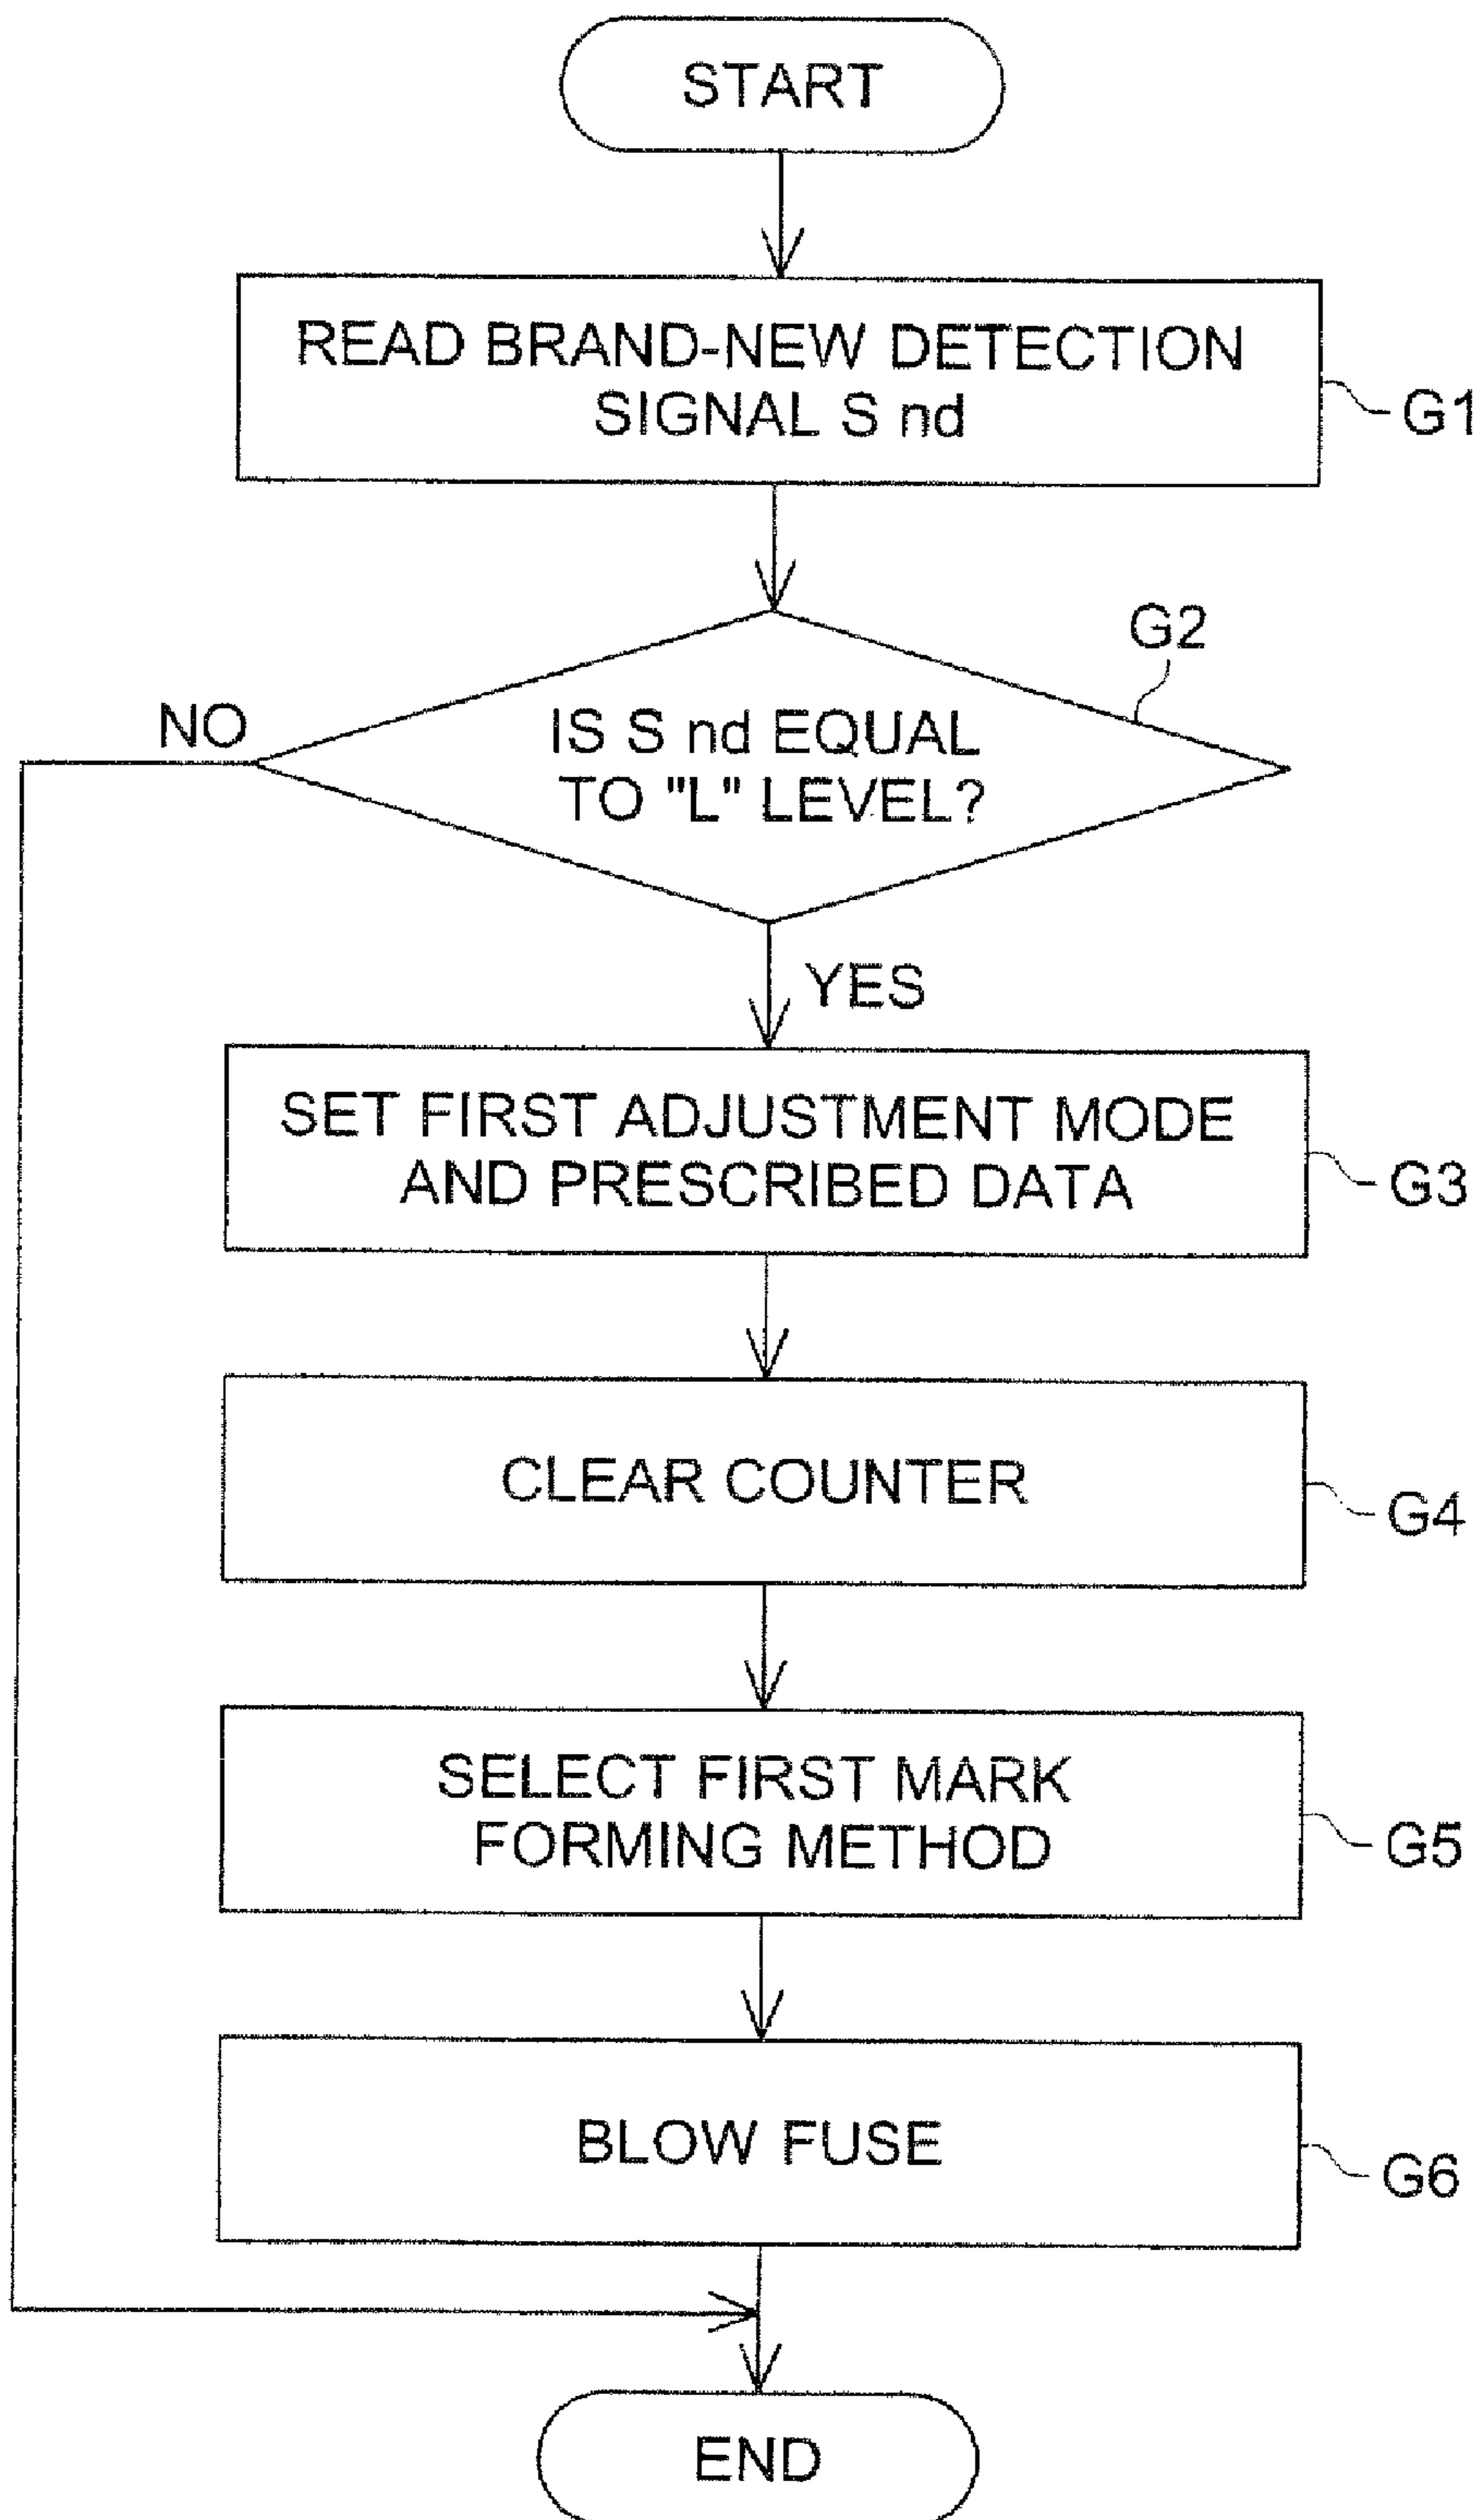 START
READ BRAND-NEW DETECTION
SIGNAL S nd
G1
G2
NO
IS S nd EQUAL
TO "L" LEVEL?
YES
SET FIRST ADJUSTMENT MODE
AND PRESCRIBED DATA
G3
CLEAR COUNTER
G4
SELECT FIRST MARK
FORMING METHOD
G5
BLOW FUSE
G6
END